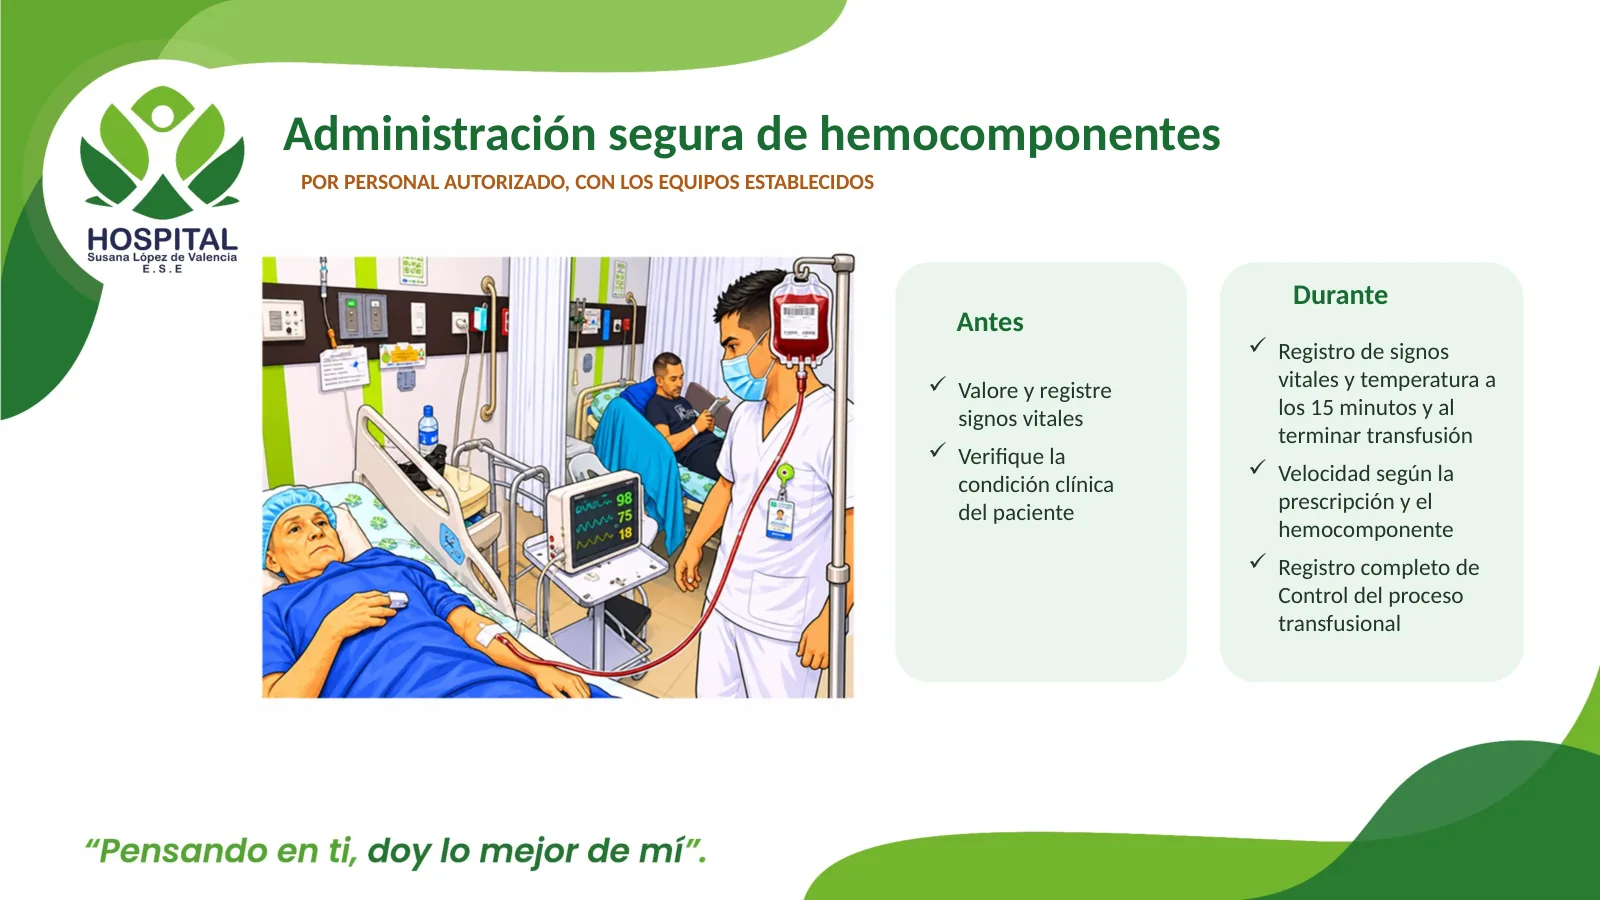 Administración segura de hemocomponentes
POR PERSONAL AUTORIZADO, CON LOS EQUIPOS ESTABLECIDOS
HOSPITAL
Susana López de Valencia
E.S.E
98
75
18
Antes
Valore y registre
signos vitales
Verifique la
condición clínica
del paciente
Durante
Registro de signos
vitales y temperatura a
los 15 minutos y al
terminar transfusión
Velocidad según la
prescripción y el
hemocomponente
Registro completo de
Control del proceso
transfusional
“Pensando en ti, doy lo mejor de mí”.